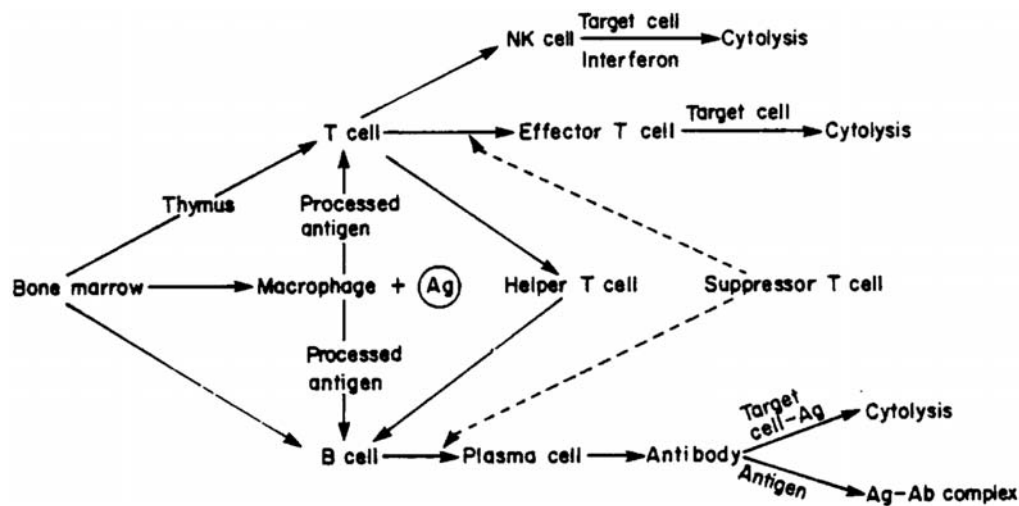 NK cell
Target cell
Interferon
Cytolysis
T cell
Effector T cell
Target cell
Cytolysis
Thymus
Processed
antigen
Bone marrow
Macrophage + Ag
Helper T cell
Suppressor T cell
Processed
antigen
B cell
Plasma cell
Antibody
Target
cell-Ag
Cytolysis
Antigen
Ag-Ab complex